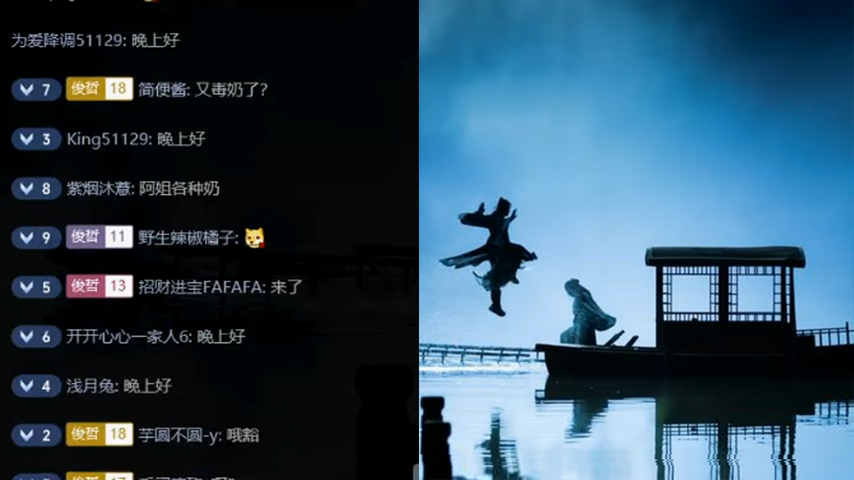 为爱降调51129: 晚上好
7 俊哲 18 简便酱: 又毒奶了?
3 King51129: 晚上好
8 紫烟沐薏: 阿姐各种奶
9 俊哲 11 野生辣椒橘子:
5 俊哲 13 招财进宝FAFAFA: 来了
6 开开心心一家人6: 晚上好
4 浅月兔: 晚上好
2 俊哲 18 芋圆不圆-y: 哦豁